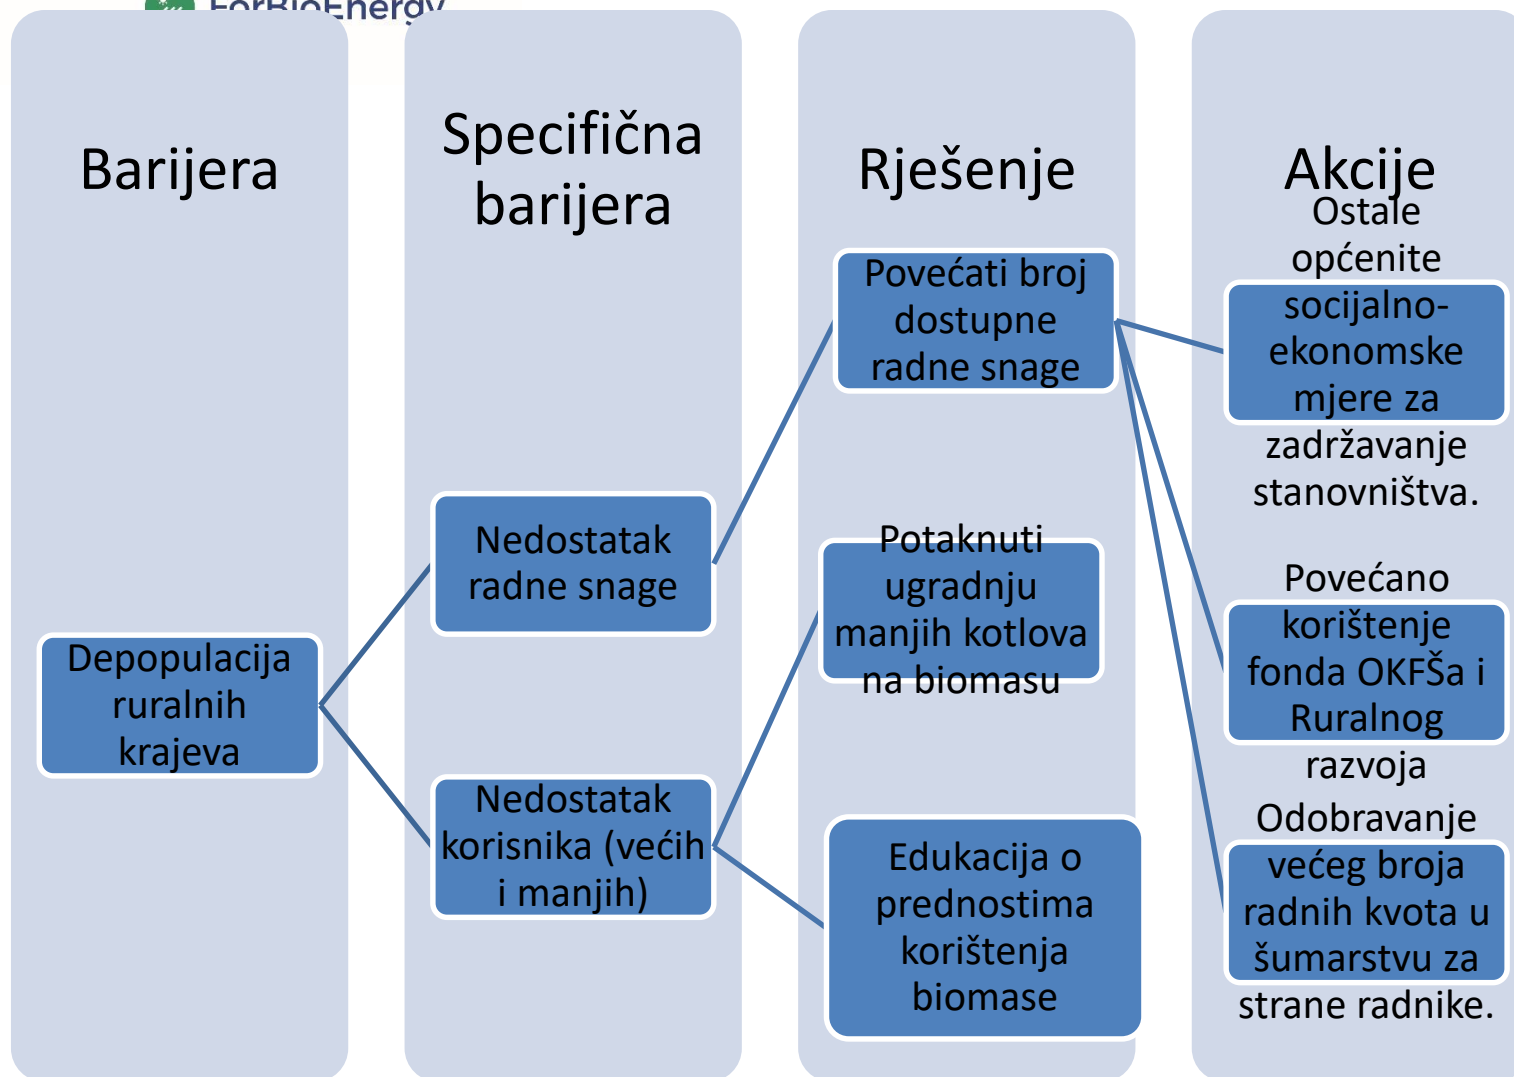 ForBioEnergy
Barijera
Specifična
barijera
Rješenje
Akcije
Depopulacija
ruralnih
krajeva
Nedostatak
radne snage
Nedostatak
korisnika (većih
i manjih)
Povećati broj
dostupne
radne snage
Potaknuti
ugradnju
manjih kotlova
na biomasu
Edukacija o
prednostima
korištenja
biomase
Ostale
općenite
socijalno-
ekonomske
mjere za
zadržavanje
stanovništva.
Povećano
korištenje
fonda OKFŠa i
Ruralnog
razvoja
Odobravanje
većeg broja
radnih kvota u
šumarstvu za
strane radnike.